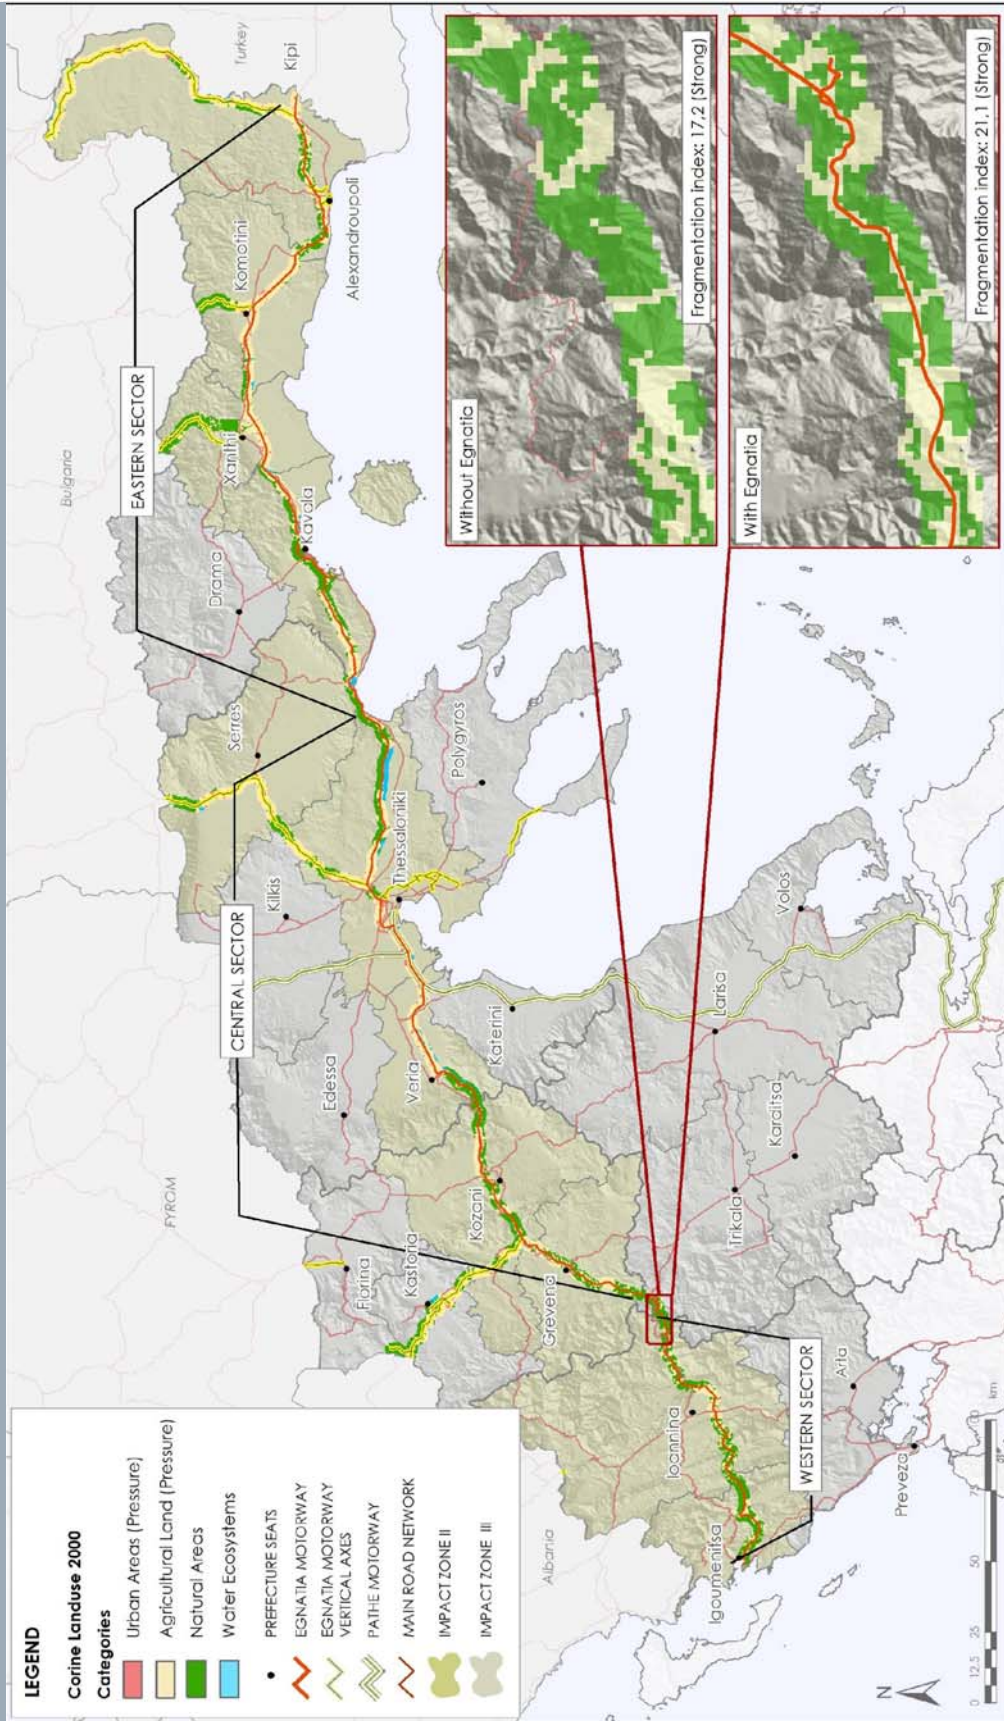 LEGEND
Corine Landuse 2000
Categories
Urban Areas (Pressure)
Agricultural Land (Pressure)
Natural Areas
Water Ecosystems
PREFECTURE SEATS
EGNATIA MOTORWAY
EGNATIA MOTORWAY
VERTICAL AXES
PATHE MOTORWAY
MAIN ROAD NETWORK
IMPACT ZONE II
IMPACT ZONE III
FYROM
Bulgaria
Turkey
Albania
CENTRAL SECTOR
EASTERN SECTOR
WESTERN SECTOR
Florina
Kastoria
Edessa
Kilkis
Serres
Drama
Xanthi
Komotini
Kipi
Alexandroupoli
Kavala
Thessaloniki
Polygyros
Veria
Kozani
Katerini
Grevena
Ioannina
Igoumenitsa
Trikala
Larisa
Karditsa
Volos
Arta
Preveza
Without Egnatia
Fragmentation index: 17,2 (Strong)
With Egnatia
Fragmentation index: 21,1 (Strong)
N
0 12,5 25 50 75 100
km